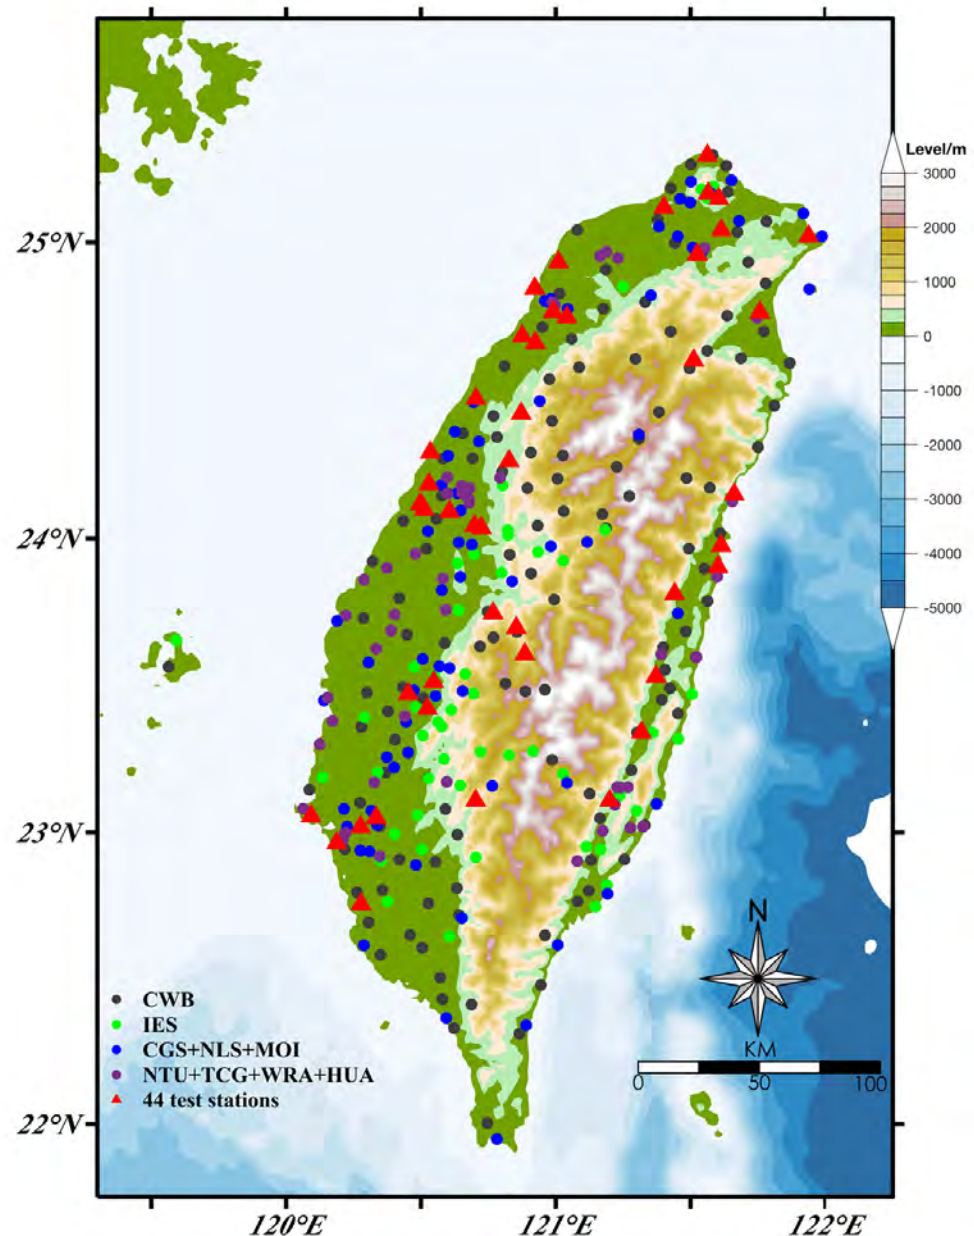 Level/m
3000
2000
1000
0
-1000
-2000
-3000
-4000
-5000
25°N
24°N
23°N
22°N
N
CWB
IES
CGS+NLS+MOI
NTU+TCG+WRA+HUA
44 test stations
KM
0 50 100
120°E 121°E 122°E